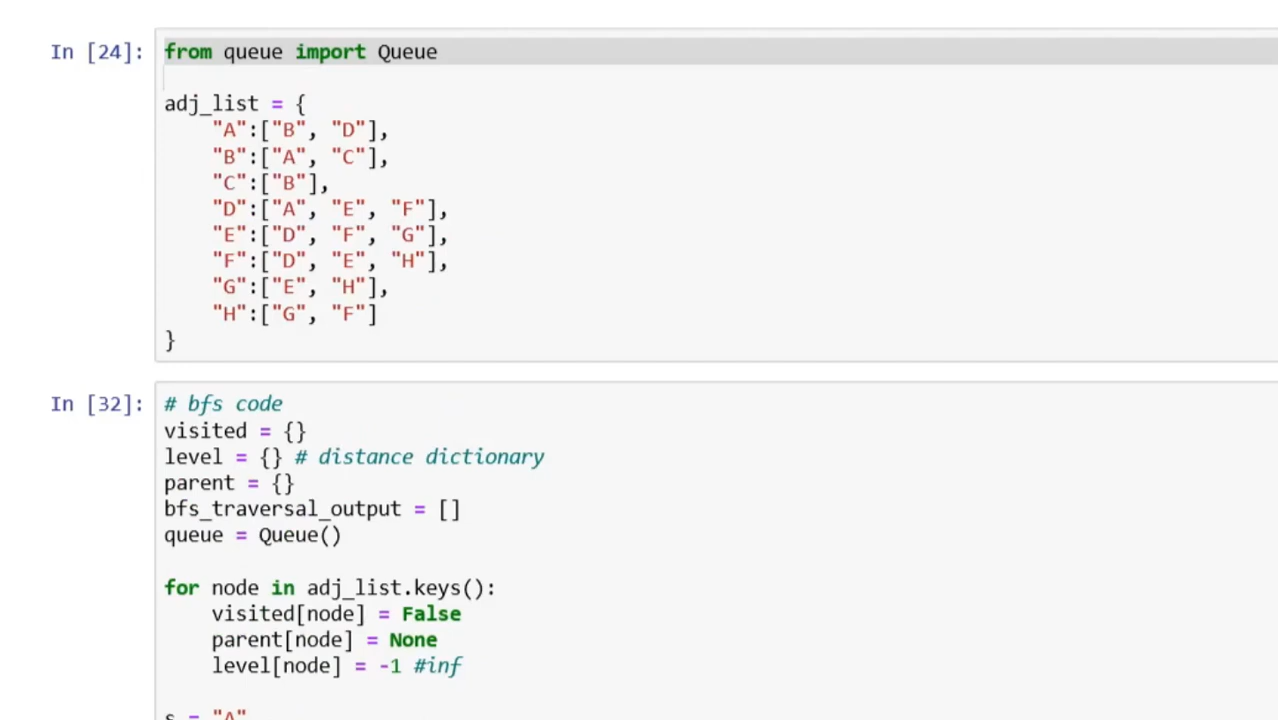 In [24]: from queue import Queue
adj_list = {
    "A":["B", "D"],
    "B":["A", "C"],
    "C":["B"],
    "D":["A", "E", "F"],
    "E":["D", "F", "G"],
    "F":["D", "E", "H"],
    "G":["E", "H"],
    "H":["G", "F"]
}
In [32]: # bfs code
visited = {}
level = {} # distance dictionary
parent = {}
bfs_traversal_output = []
queue = Queue()
for node in adj_list.keys():
    visited[node] = False
    parent[node] = None
    level[node] = -1 #inf
s = "A"